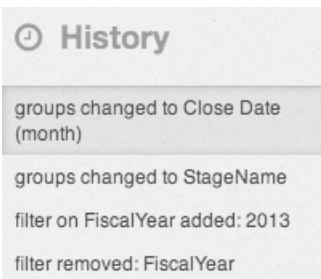 History
groups changed to Close Date
(month)
groups changed to StageName
filter on FiscalYear added: 2013
filter removed: FiscalYear